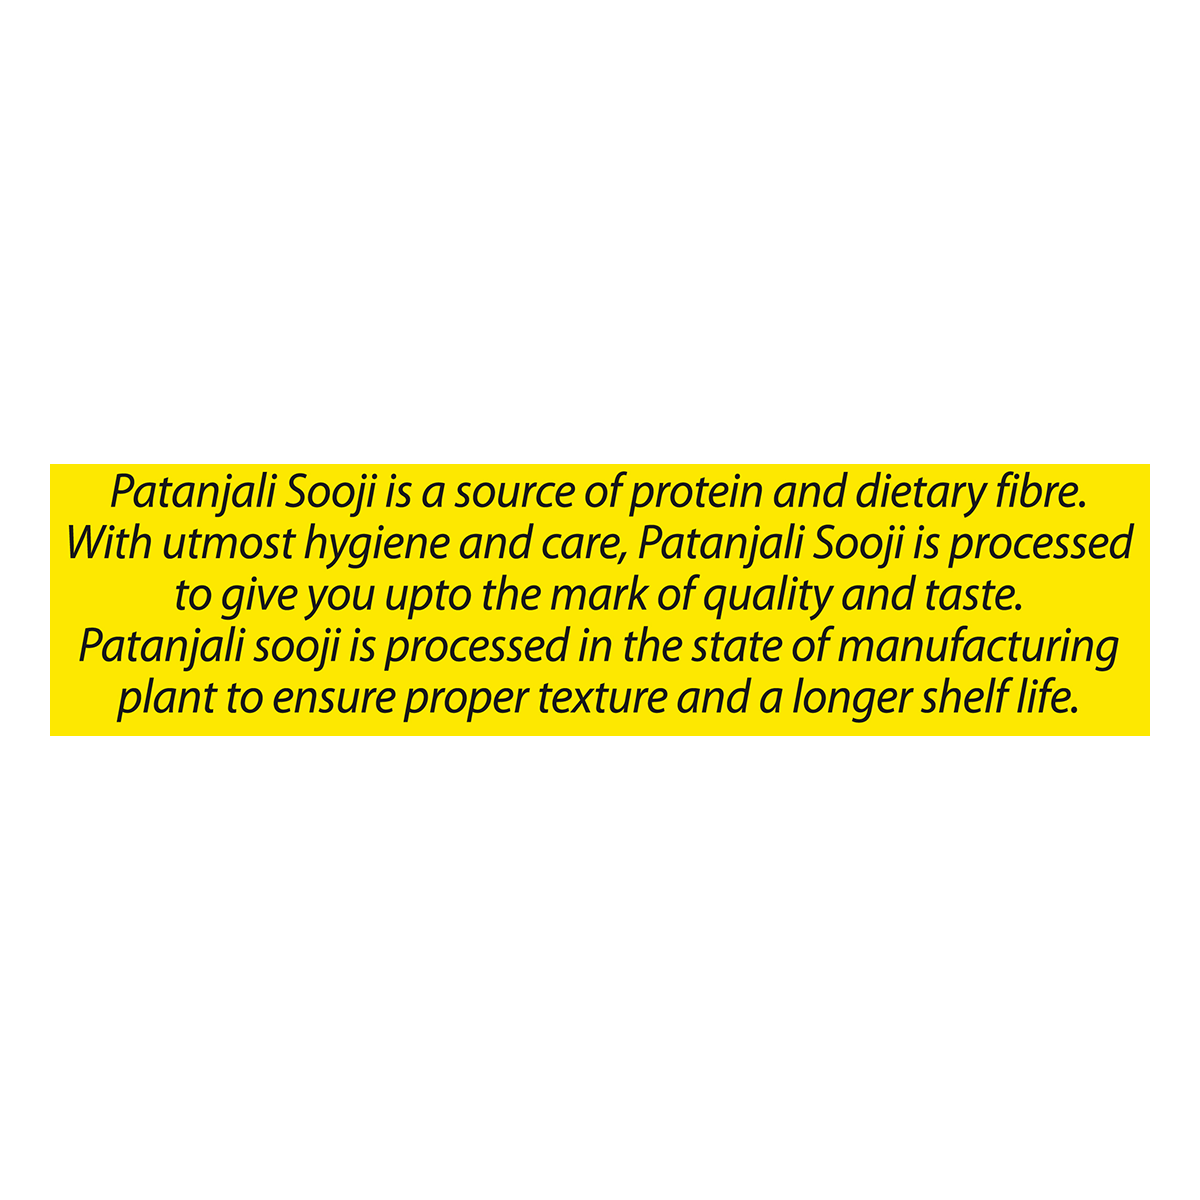 Patanjali Sooji is a source of protein and dietary fibre.
With utmost hygiene and care, Patanjali Sooji is processed
to give you upto the mark of quality and taste.
Patanjali sooji is processed in the state of manufacturing
plant to ensure proper texture and a longer shelf life.